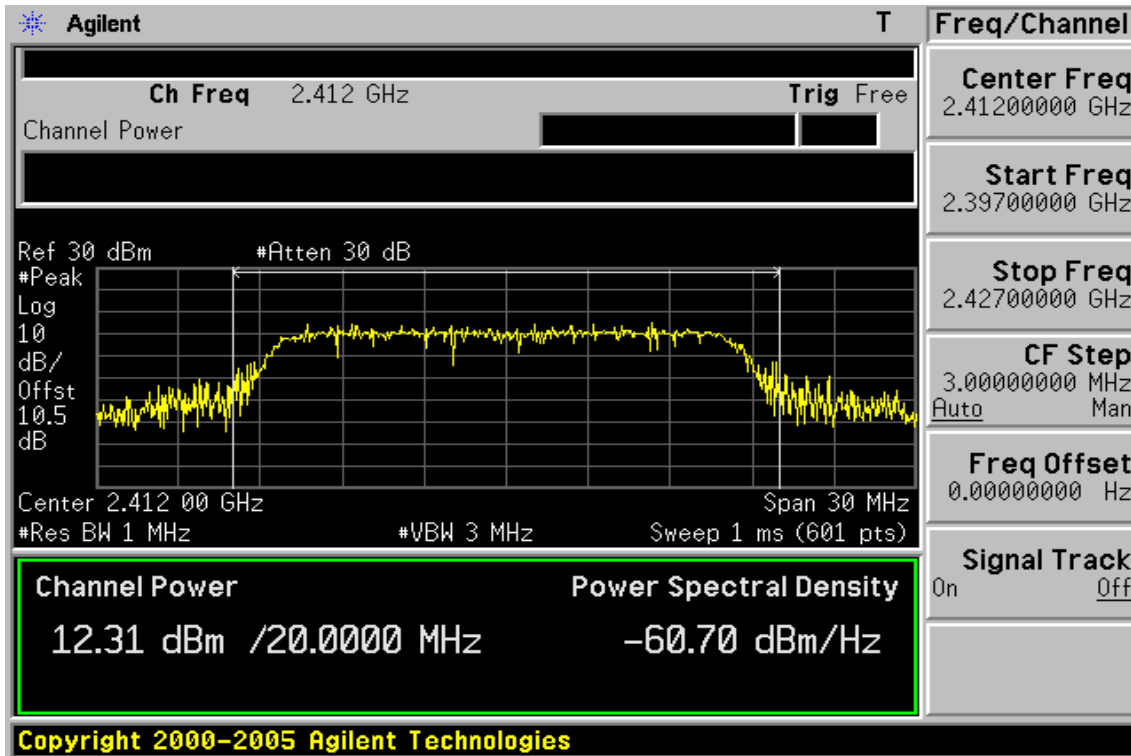 Agilent T
Ch Freq 2.412 GHz Trig Free
Channel Power
Ref 30 dBm #Atten 30 dB
#Peak
Log
10
dB/
Offst
10.5
dB
Center 2.412 00 GHz Span 30 MHz
#Res BW 1 MHz #VBW 3 MHz Sweep 1 ms (601 pts)
Channel Power Power Spectral Density
12.31 dBm /20.0000 MHz -60.70 dBm/Hz
Copyright 2000-2005 Agilent Technologies
Freq/Channel
Center Freq
2.41200000 GHz
Start Freq
2.39700000 GHz
Stop Freq
2.42700000 GHz
CF Step
3.00000000 MHz
Auto Man
Freq Offset
0.00000000 Hz
Signal Track
On Off